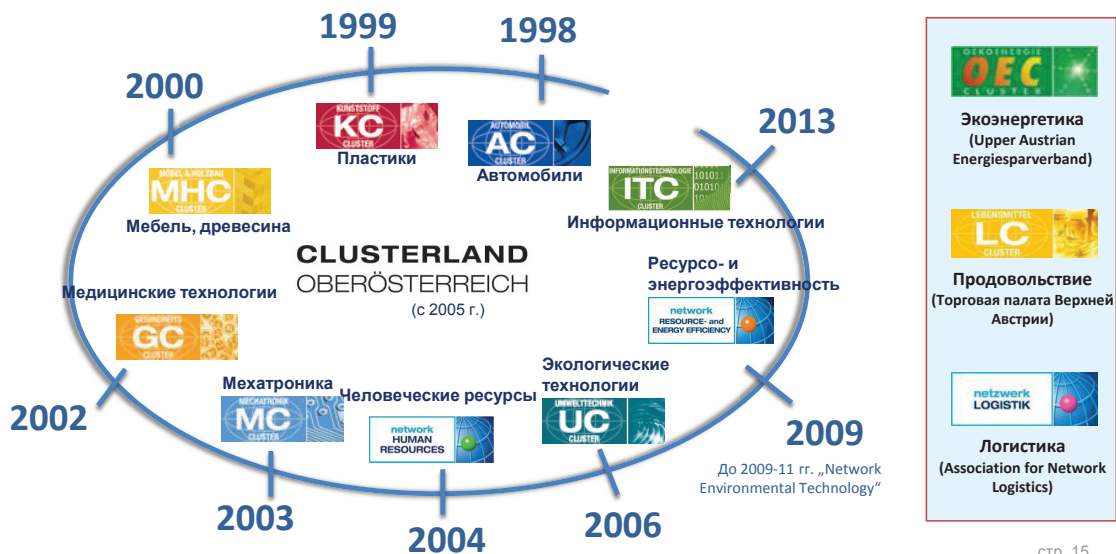 1999
1998
2000
2013
KUNSTSTOFF
KC
CLUSTER
Пластики
AUTOMOBIL
AC
CLUSTER
Автомобили
MÖBEL & HOLZBAU
MHC
CLUSTER
Мебель, древесина
INFORMATIONSTECHNOLOGIE
ITC
CLUSTER
Информационные технологии
CLUSTERLAND
OBERÖSTERREICH
(с 2005 г.)
Ресурсо- и
энергоэффективность
network
RESOURCE- and
ENERGY EFFICIENCY
Медицинские технологии
GESUNDHEITS
GC
CLUSTER
Мехатроника
MECHATRONIK
MC
CLUSTER
Человеческие ресурсы
network
HUMAN
RESOURCES
Экологические
технологии
UMWELTTECHNIK
UC
CLUSTER
2002
2003
2004
2006
2009
До 2009-11 гг. „Network
Environmental Technology“
OEKOENERGIE
OEC
CLUSTER
Экоэнергетика
(Upper Austrian
Energiesparverband)
LEBENSMITTEL
LC
CLUSTER
Продовольствие
(Торговая палата Верхней
Австрии)
netzwerk
LOGISTIK
Логистика
(Association for Network
Logistics)
стр. 15